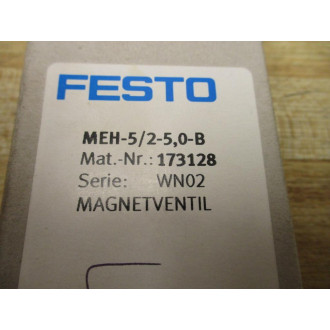 FESTO
MEH-5/2-5,0-B
Mat.-Nr.: 173128
Serie: WN02
MAGNETVENTIL